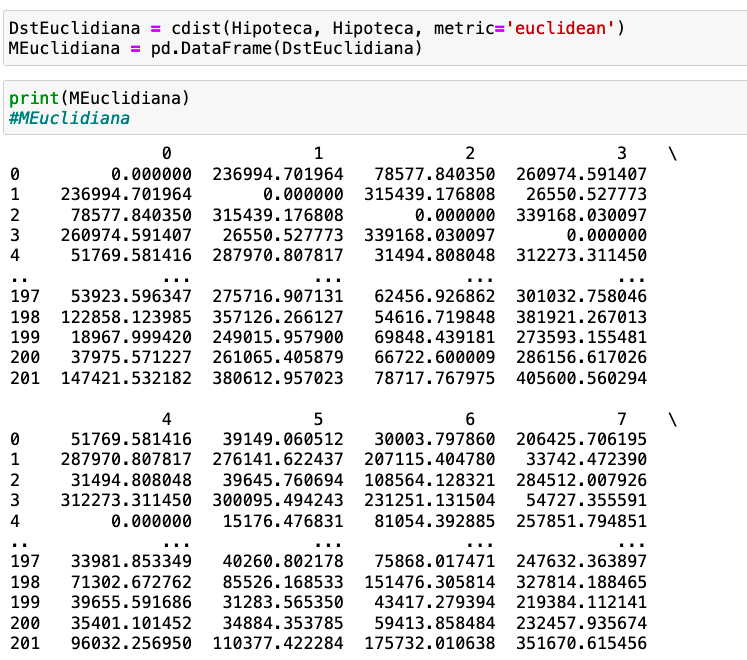 DstEuclidiana = cdist(Hipoteca, Hipoteca, metric='euclidean')
MEuclidiana = pd.DataFrame(DstEuclidiana)
print(MEuclidiana)
#MEuclidiana
0 1 2 3 \
0 0.000000 236994.701964 78577.840350 260974.591407
1 236994.701964 0.000000 315439.176808 26550.527773
2 78577.840350 315439.176808 0.000000 339168.030097
3 260974.591407 26550.527773 339168.030097 0.000000
4 51769.581416 287970.807817 31494.808048 312273.311450
.. ... ... ... ...
197 53923.596347 275716.907131 62456.926862 301032.758046
198 122858.123985 357126.266127 54616.719848 381921.267013
199 18967.999420 249015.957900 69848.439181 273593.155481
200 37975.571227 261065.405879 66722.600009 286156.617026
201 147421.532182 380612.957023 78717.767975 405600.560294
4 5 6 7 \
0 51769.581416 39149.060512 30003.797860 206425.706195
1 287970.807817 276141.622437 207115.404780 33742.472390
2 31494.808048 39645.760694 108564.128321 284512.007926
3 312273.311450 300095.494243 231251.131504 54727.355591
4 0.000000 15176.476831 81054.392885 257851.794851
.. ... ... ... ...
197 33981.853349 40260.802178 75868.017471 247632.363897
198 71302.672762 85526.168533 151476.305814 327814.188465
199 39655.591686 31283.565350 43417.279394 219384.112141
200 35401.101452 34884.353785 59413.858484 232457.935674
201 96032.256950 110377.422284 175732.010638 351670.615456